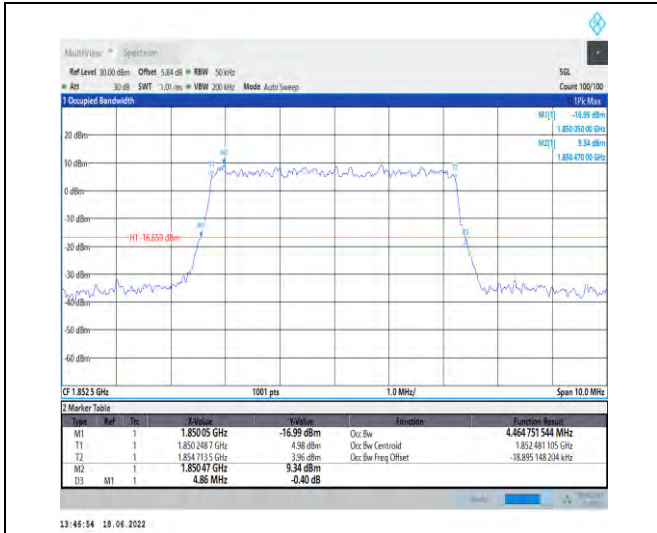 MultiView Spectrum
Ref Level 30.00 dBm Offset 5.84 dB RBW 50 kHz SGL
Att 30 dB SWT 1.01 ms VBW 200 kHz Mode Auto Sweep Count 100/100
1 Occupied Bandwidth 1Pk Max
M1[1] -16.99 dBm
1.850 050 00 GHz
M2[1] 9.34 dBm
1.850 470 00 GHz
20 dBm
M2
T1 T2
10 dBm
0 dBm
-10 dBm
M1
H1 -16.659 dBm
-20 dBm
-30 dBm
-40 dBm
-50 dBm
-60 dBm
CF 1.852 5 GHz 1001 pts 1.0 MHz/ Span 10.0 MHz
2 Marker Table
Type Ref Trc X-Value Y-Value Function Function Result
M1 1 1.85005 GHz -16.99 dBm Occ Bw 4.464 751 544 MHz
T1 1 1.850 248 7 GHz 4.98 dBm Occ Bw Centroid 1.852 481 105 GHz
T2 1 1.854 713 5 GHz 3.96 dBm Occ Bw Freq Offset -18.895 148 204 kHz
M2 1 1.85047 GHz 9.34 dBm
D3 M1 1 4.86 MHz -0.40 dB
13:46:54 18.06.2022